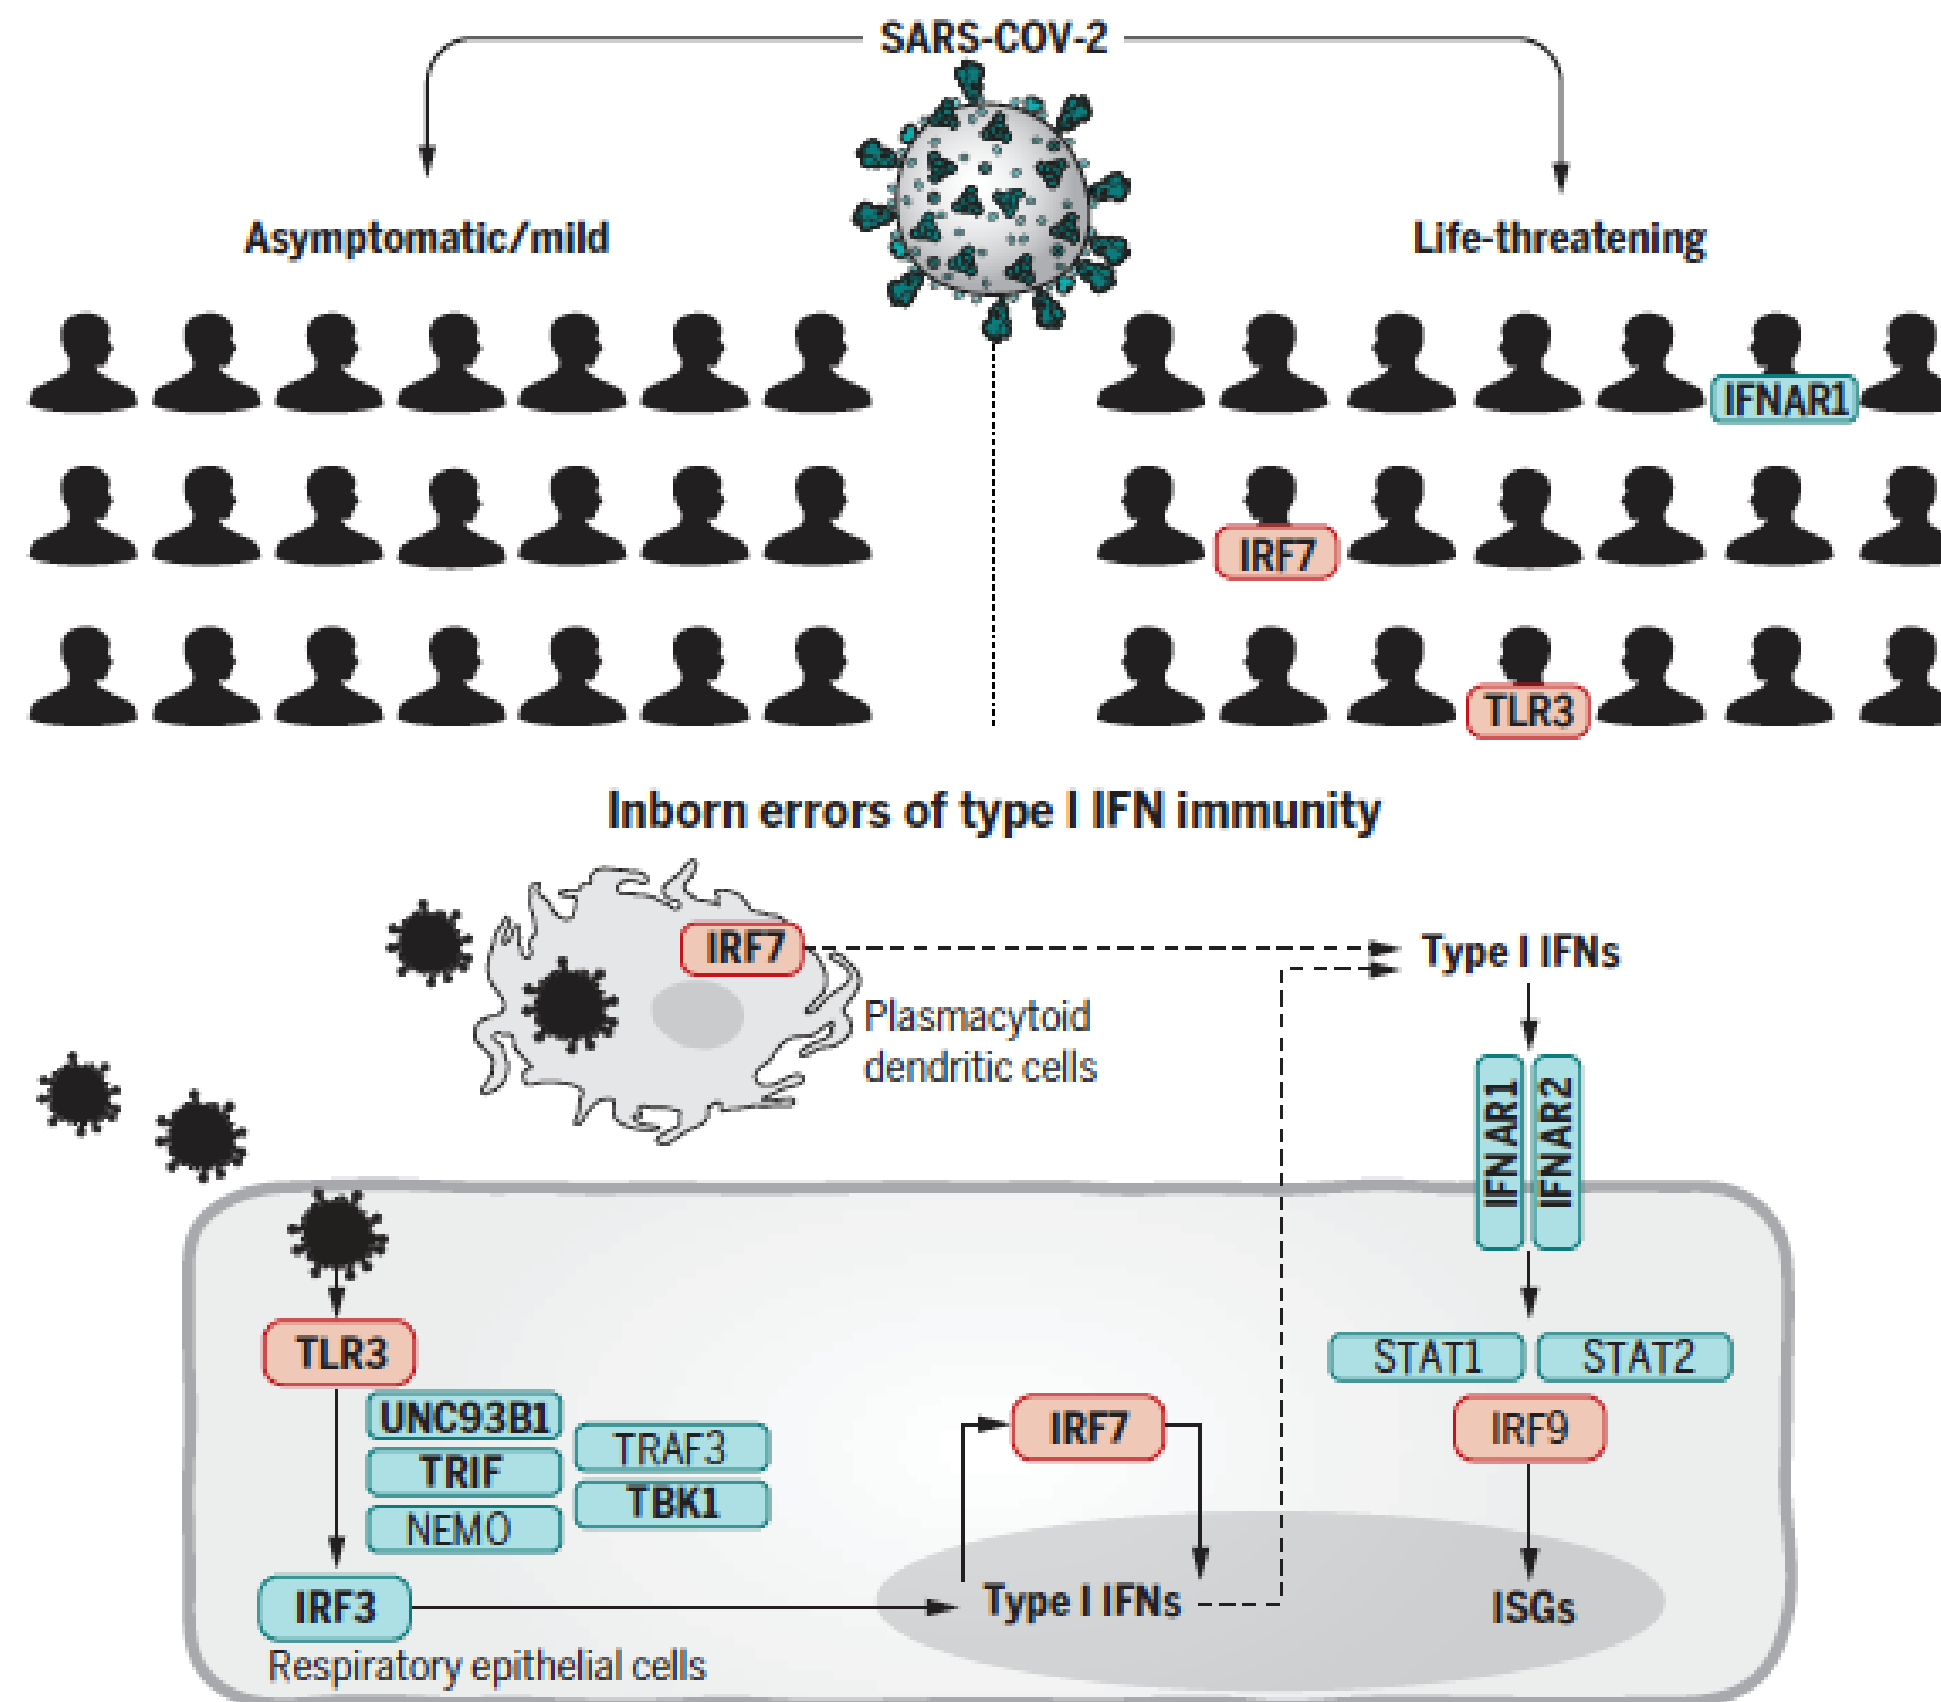 SARS-COV-2
Asymptomatic/mild
Life-threatening
IFNAR1
IRF7
TLR3
Inborn errors of type I IFN immunity
IRF7
Type I IFNs
Plasmacytoid
dendritic cells
IFNAR1
IFNAR2
TLR3
STAT1
STAT2
UNC93B1
TRAF3
IRF7
IRF9
TRIF
TBK1
NEMO
IRF3
Type I IFNs
ISGs
Respiratory epithelial cells